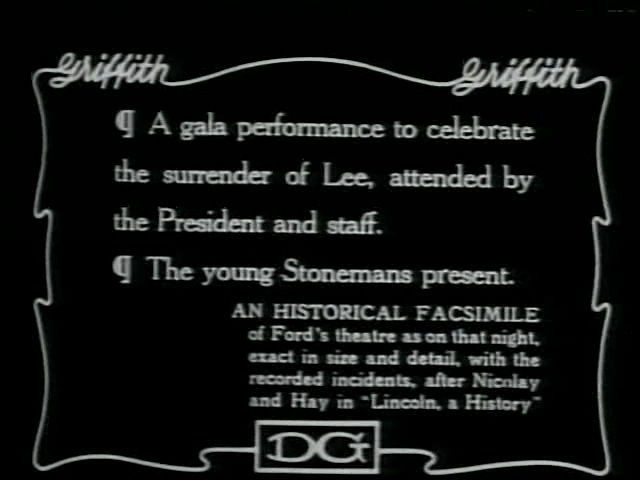 Griffith Griffith
¶ A gala performance to celebrate
the surrender of Lee, attended by
the President and staff.
¶ The young Stonemans present.
AN HISTORICAL FACSIMILE
of Ford's theatre as on that night,
exact in size and detail, with the
recorded incidents, after Nicolay
and Hay in "Lincoln, a History"
DG